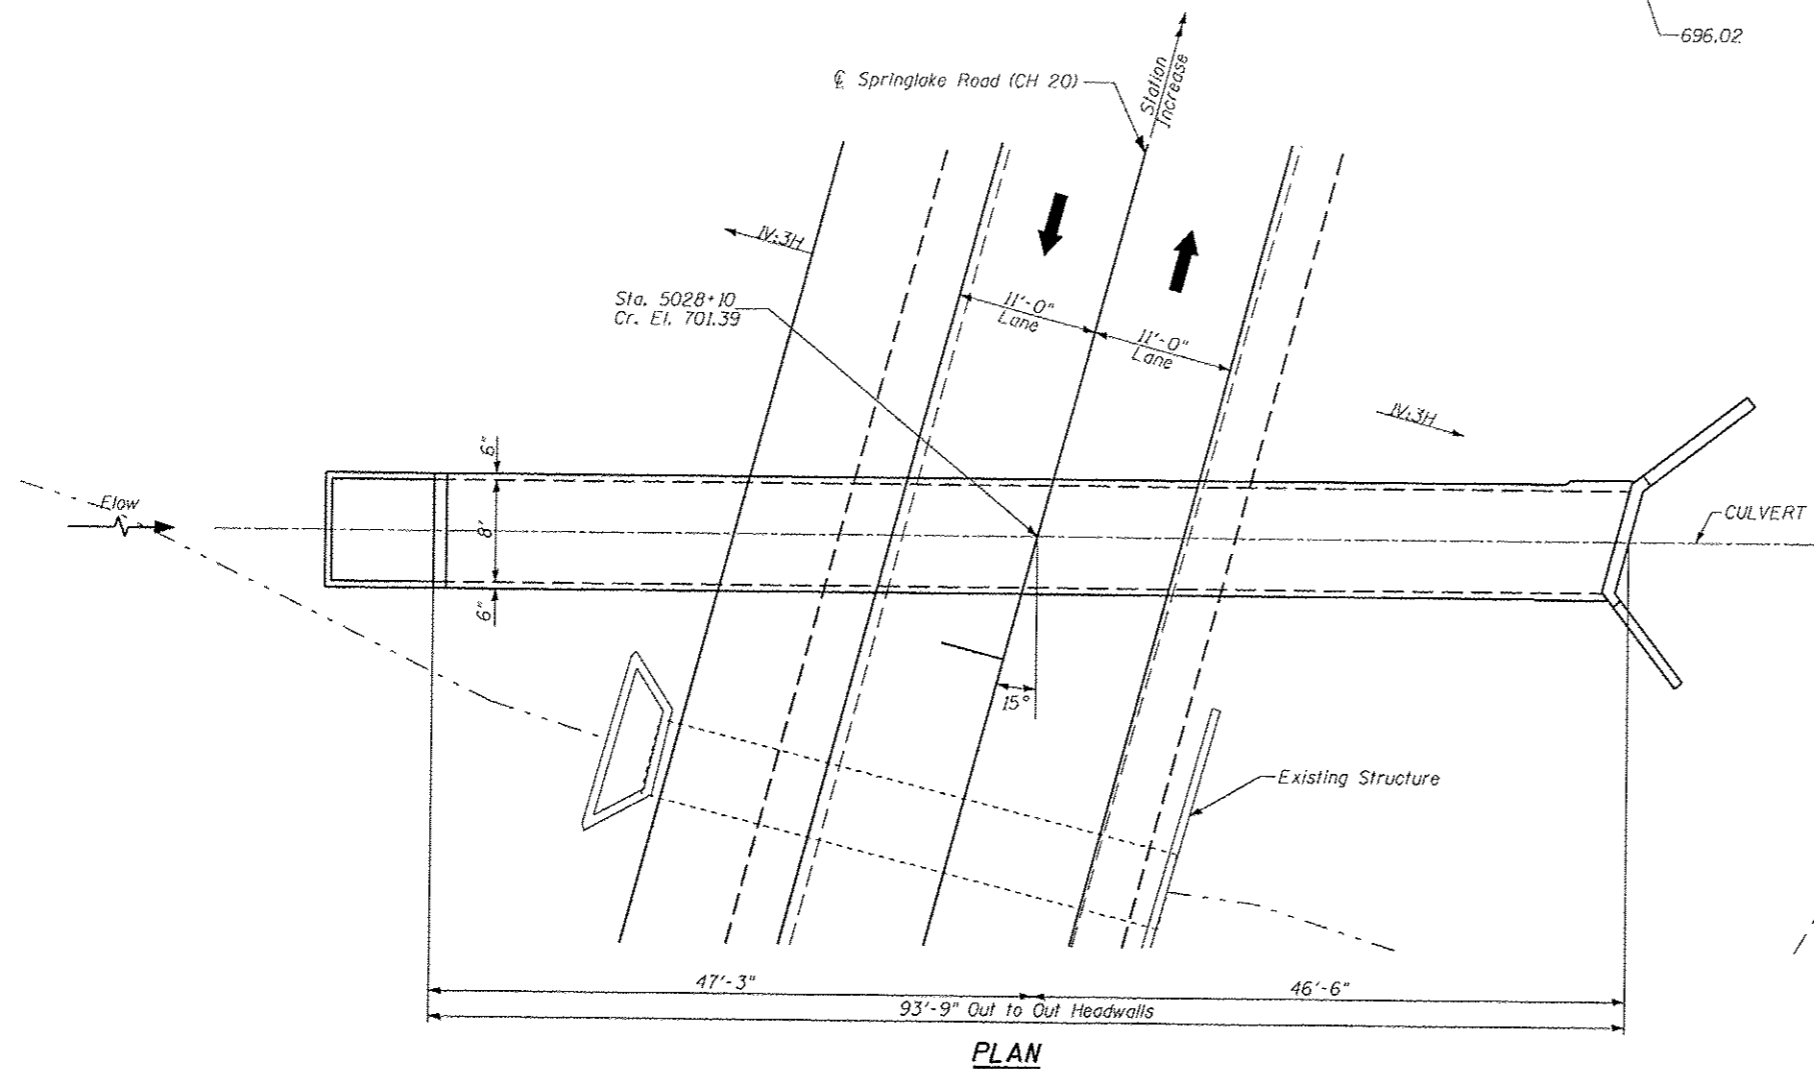 696.02
℄ Springlake Road (CH 20)
Station
Increase
1V:3H
Sta. 5028+10
Cr. El. 701.39
11'-0"
Lane
11'-0"
Lane
1V:3H
6"
8'
6"
Flow
CULVERT
15°
Existing Structure
47'-3"
46'-6"
93'-9" Out to Out Headwalls
PLAN